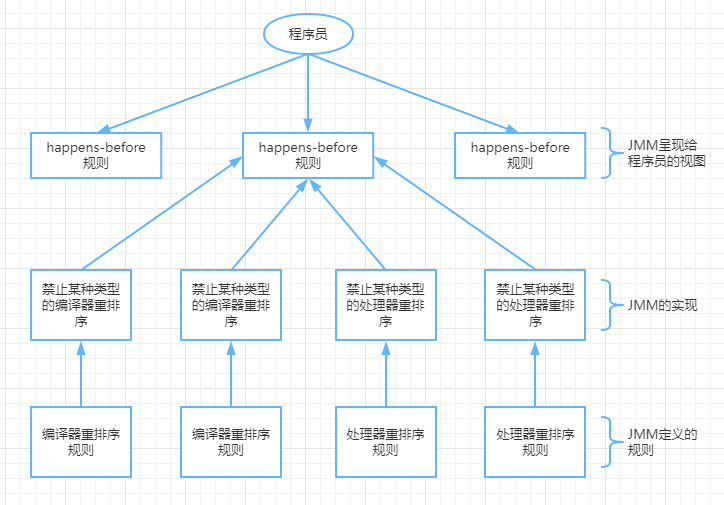 程序员
happens-before
规则
happens-before
规则
happens-before
规则
JMM呈现给
程序员的视图
禁止某种类型
的编译器重排
序
禁止某种类型
的编译器重排
序
禁止某种类型
的处理器重排
序
禁止某种类型
的处理器重排
序
JMM的实现
编译器重排序
规则
编译器重排序
规则
处理器重排序
规则
处理器重排序
规则
JMM定义的
规则